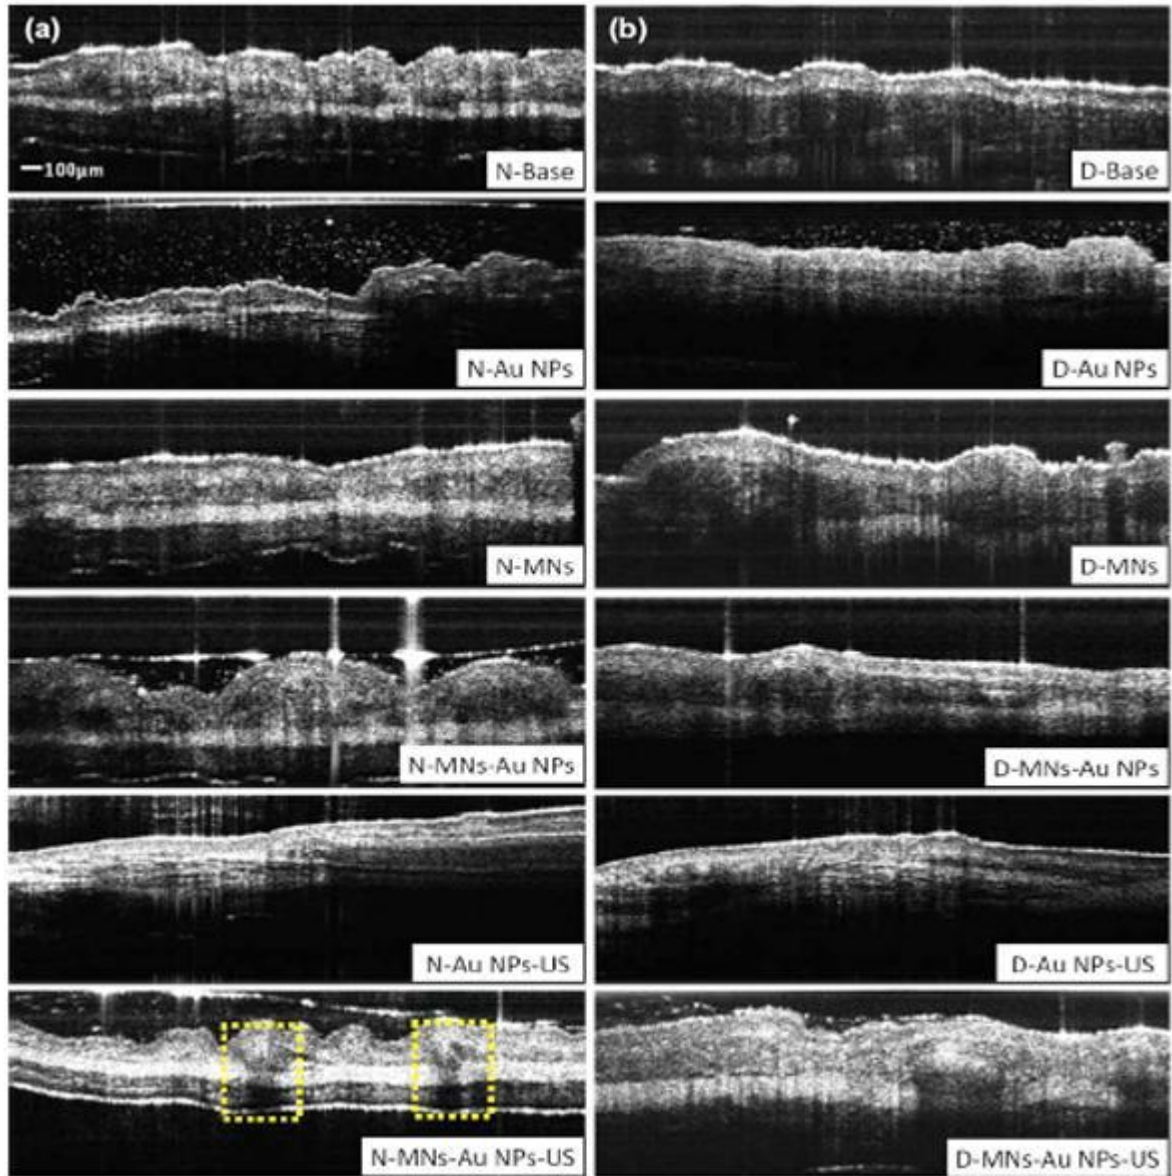 (a)
(b)
100μm
N-Base
D-Base
N-Au NPs
D-Au NPs
N-MNs
D-MNs
N-MNs-Au NPs
D-MNs-Au NPs
N-Au NPs-US
D-Au NPs-US
N-MNs-Au NPs-US
D-MNs-Au NPs-US